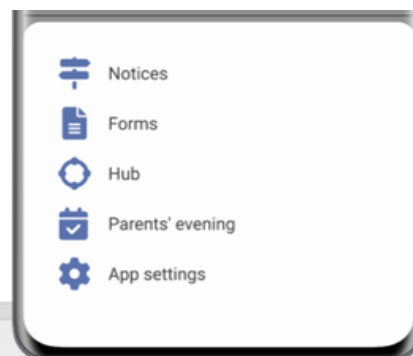 Notices
Forms
Hub
Parents' evening
App settings